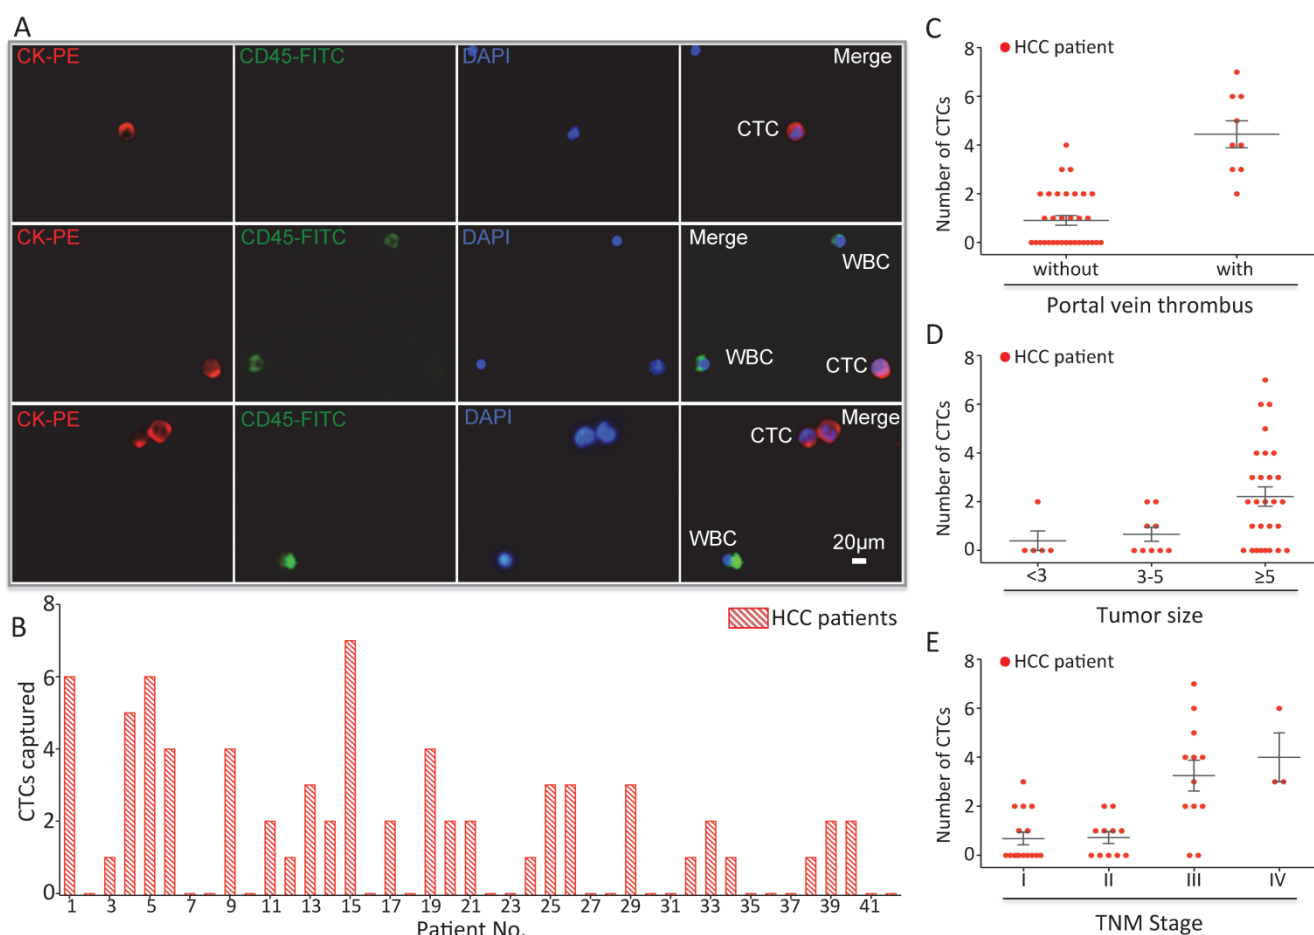 A
CK-PE
CD45-FITC
DAPI
Merge
CTC
CK-PE
CD45-FITC
DAPI
Merge
WBC
WBC
CTC
CK-PE
CD45-FITC
DAPI
Merge
CTC
WBC
20μm
B
HCC patients
CTCs captured
8
6
4
2
0
1 3 5 7 9 11 13 15 17 19 21 23 25 27 29 31 33 35 37 39 41
Patient No.
C
HCC patient
Number of CTCs
8
6
4
2
0
without with
Portal vein thrombus
D
HCC patient
Number of CTCs
8
6
4
2
0
<3 3-5 ≥5
Tumor size
E
HCC patient
Number of CTCs
8
6
4
2
0
I II III IV
TNM Stage